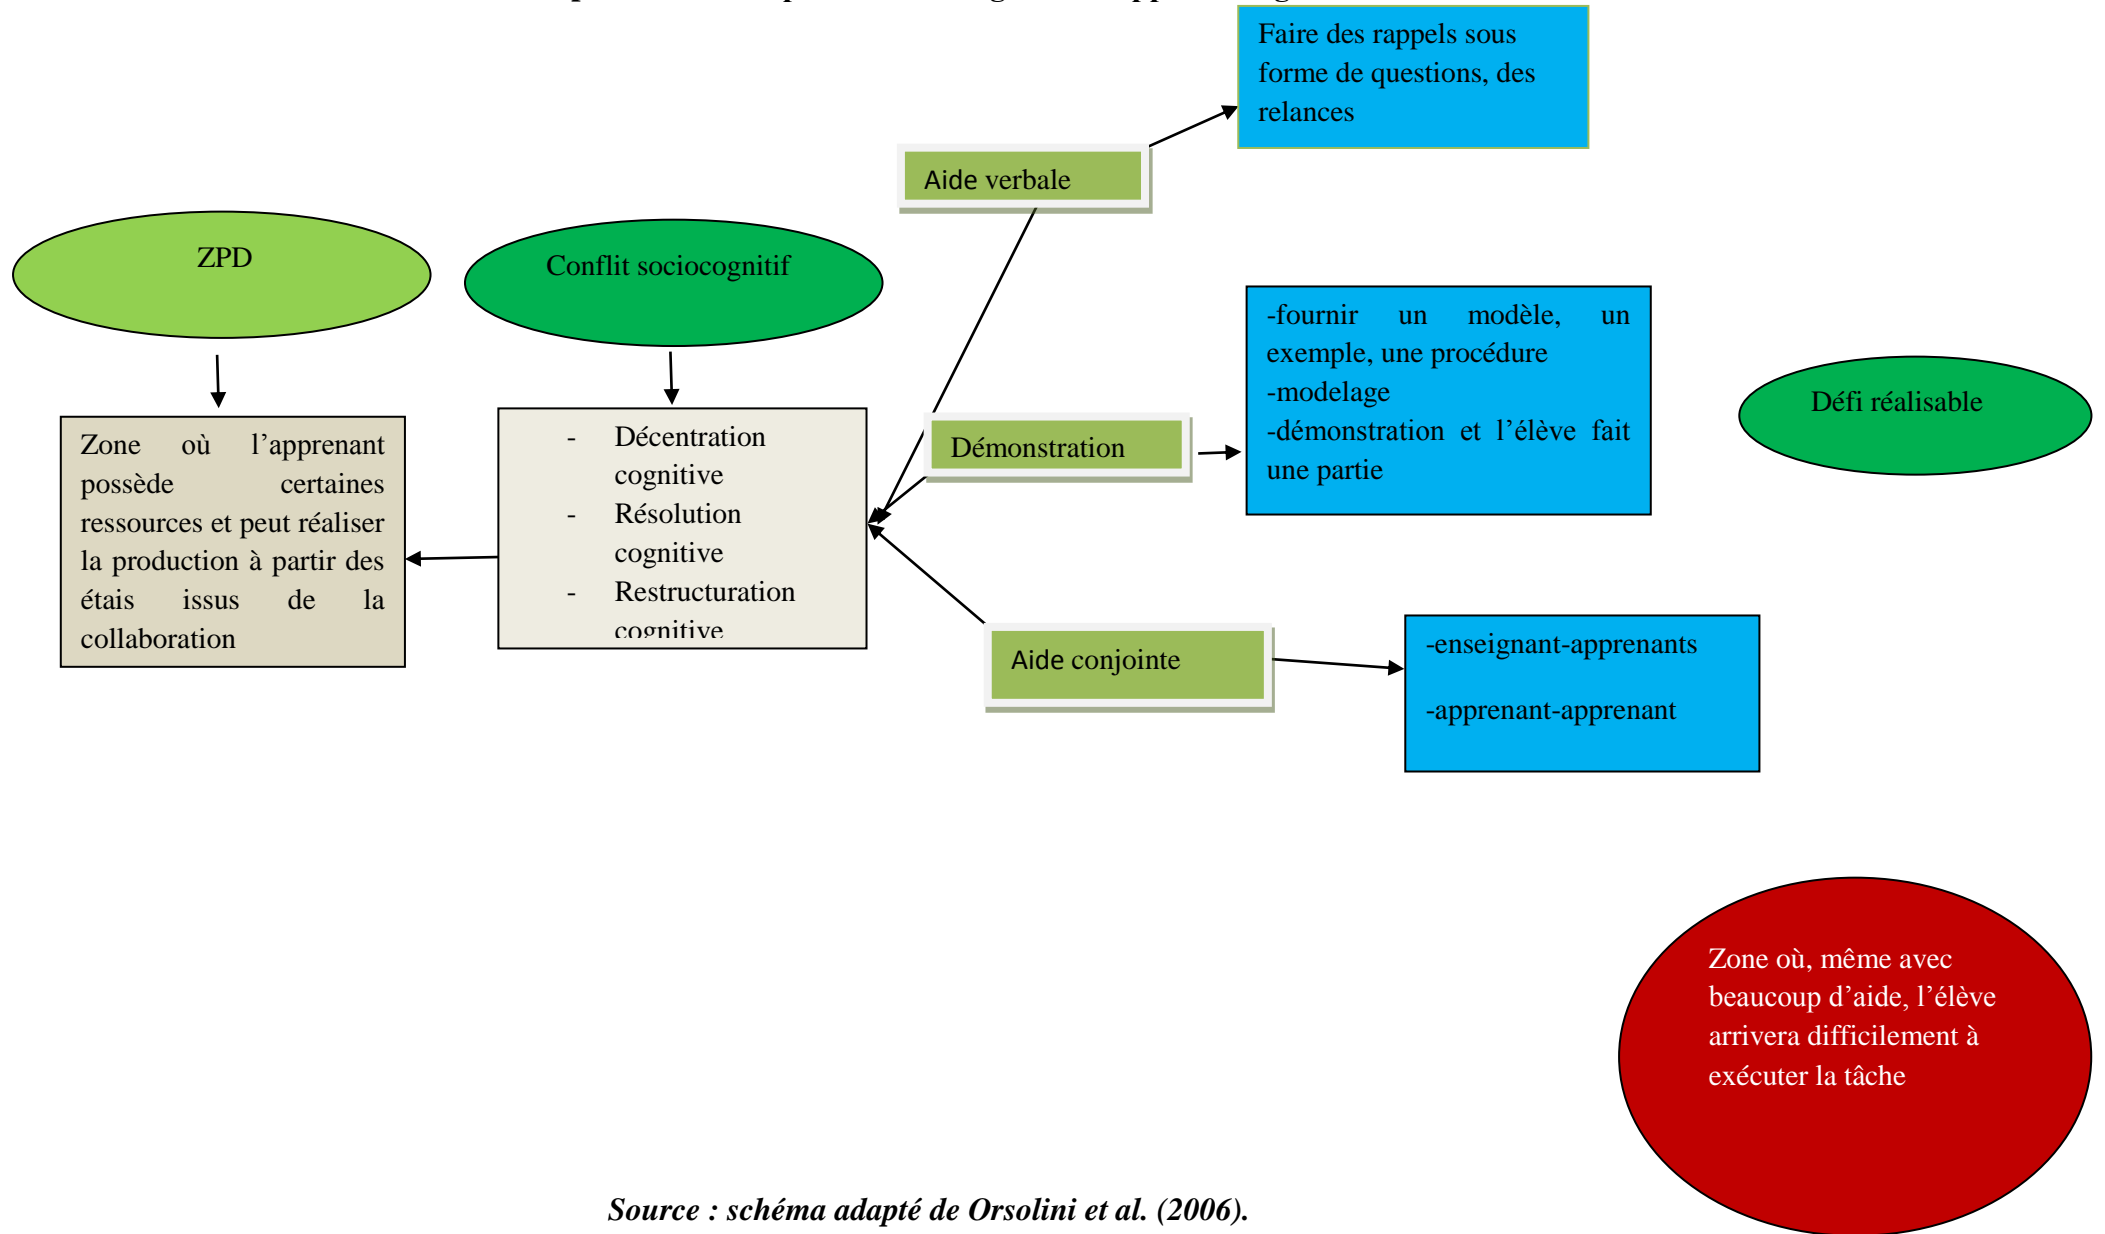 Faire des rappels sous
forme de questions, des
relances
Aide verbale
ZPD
Conflit sociocognitif
-fournir un modèle, un
exemple, une procédure
-modelage
-démonstration et l’élève fait
une partie
Défi réalisable
Zone où l’apprenant
possède certaines
ressources et peut réaliser
la production à partir des
étais issus de la
collaboration
- Décentration
cognitive
- Résolution
cognitive
- Restructuration
cognitive
Démonstration
Aide conjointe
-enseignant-apprenants
-apprenant-apprenant
Zone où, même avec
beaucoup d’aide, l’élève
arrivera difficilement à
exécuter la tâche
Source : schéma adapté de Orsolini et al. (2006).